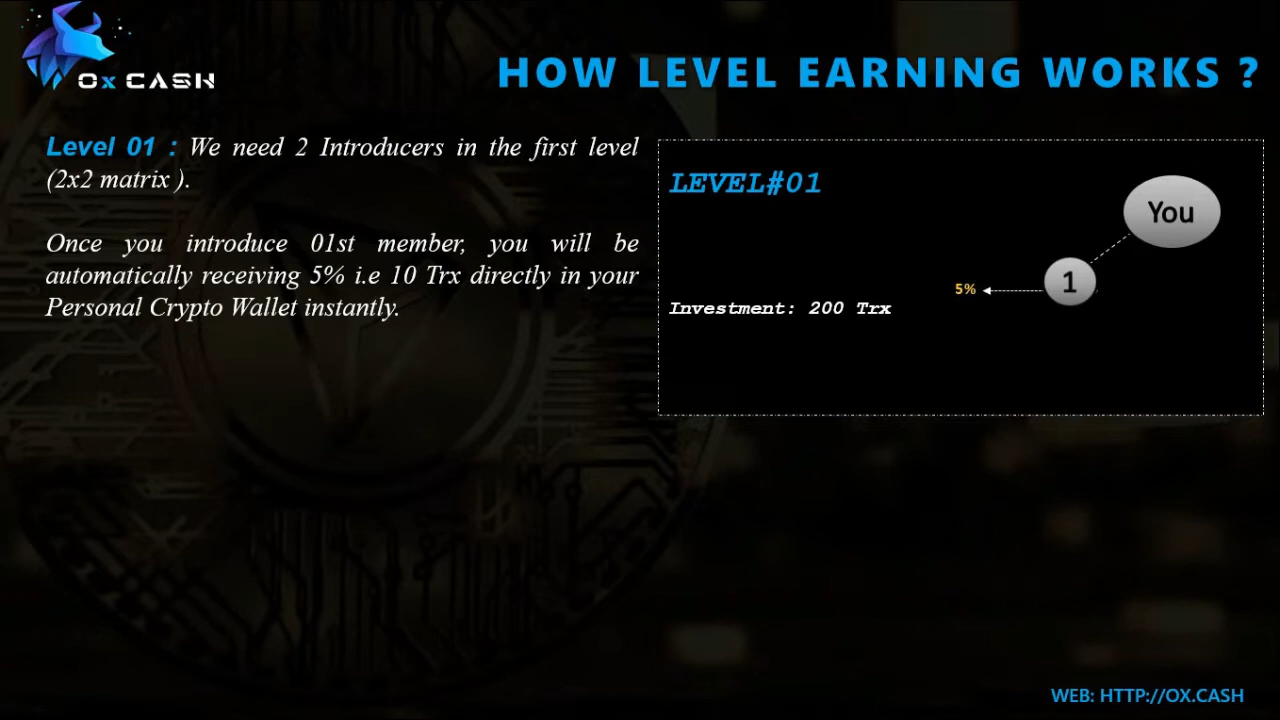 Ox CASH
HOW LEVEL EARNING WORKS ?
Level 01 : We need 2 Introducers in the first level
(2x2 matrix ).
Once you introduce 01st member, you will be
automatically receiving 5% i.e 10 Trx directly in your
Personal Crypto Wallet instantly.
LEVEL#01
You
1
5%
Investment: 200 Trx
WEB: HTTP://OX.CASH